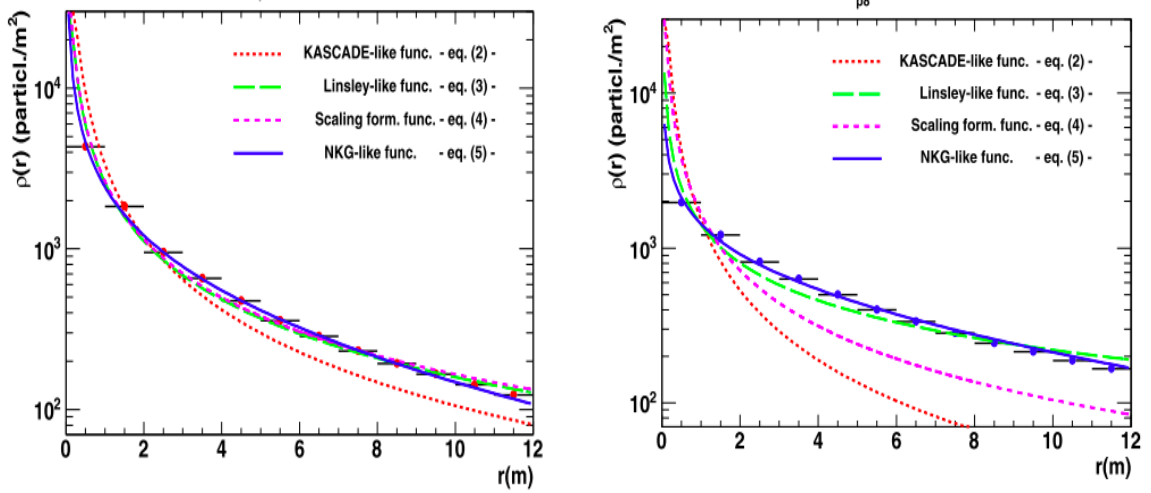 p8
KASCADE-like func. - eq. (2) -
Linsley-like func. - eq. (3) -
Scaling form. func. - eq. (4) -
NKG-like func. - eq. (5) -
ρ(r) (particl./m²)
10⁴
10³
10²
0 2 4 6 8 10 12
r(m)
KASCADE-like func. - eq. (2) -
Linsley-like func. - eq. (3) -
Scaling form. func. - eq. (4) -
NKG-like func. - eq. (5) -
ρ(r) (particl./m²)
10⁴
10³
10²
0 2 4 6 8 10 12
r(m)